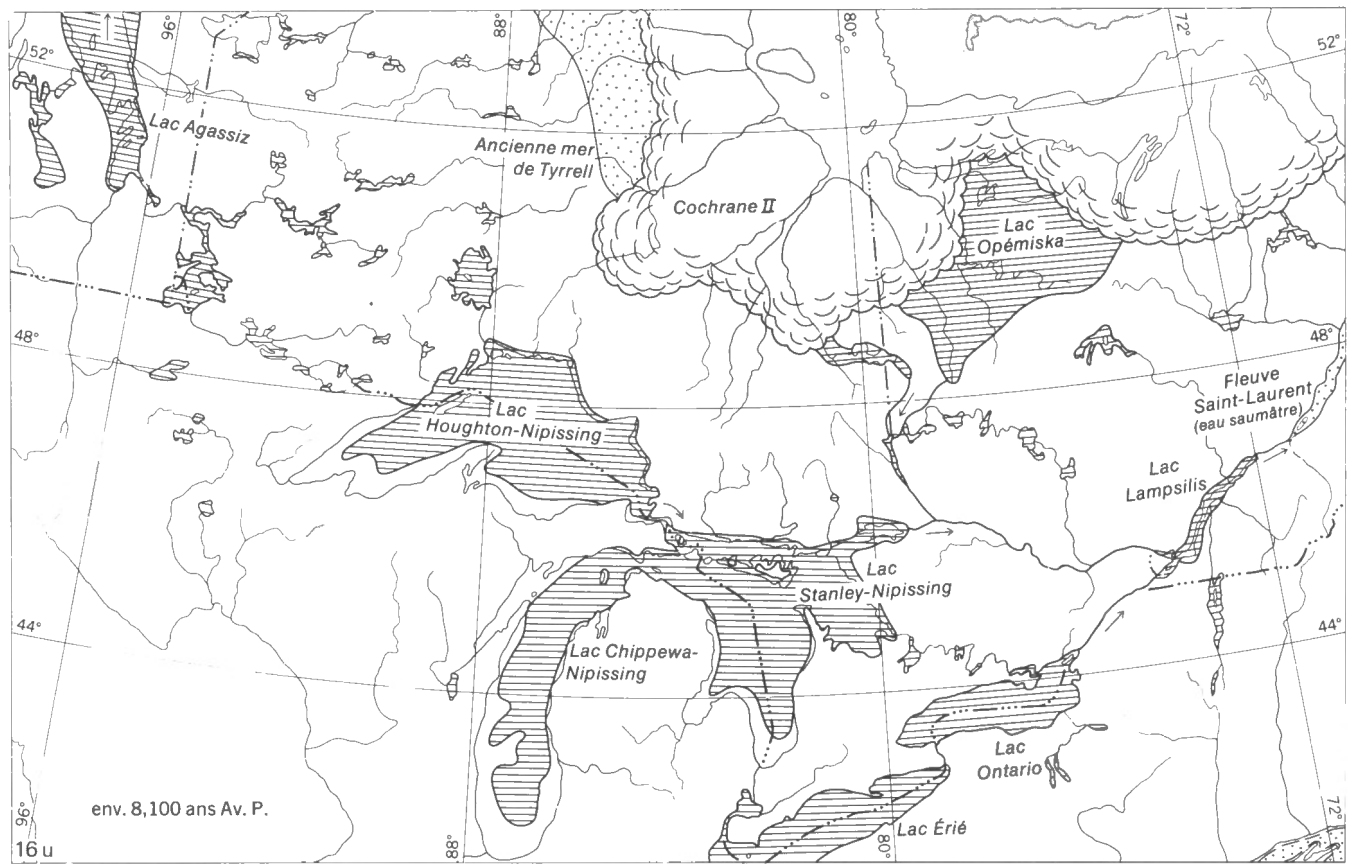 96°
88°
80°
72°
52°
52°
Lac Agassiz
Ancienne mer
de Tyrrell
Cochrane II
Lac
Opémiska
48°
48°
Fleuve
Saint-Laurent
(eau saumâtre)
Lac
Houghton-Nipissing
Lac
Lampsilis
Lac
Stanley-Nipissing
44°
44°
Lac Chippewa-
Nipissing
Lac
Ontario
Lac Érié
env. 8,100 ans Av. P.
96°
88°
80°
72°
16 u